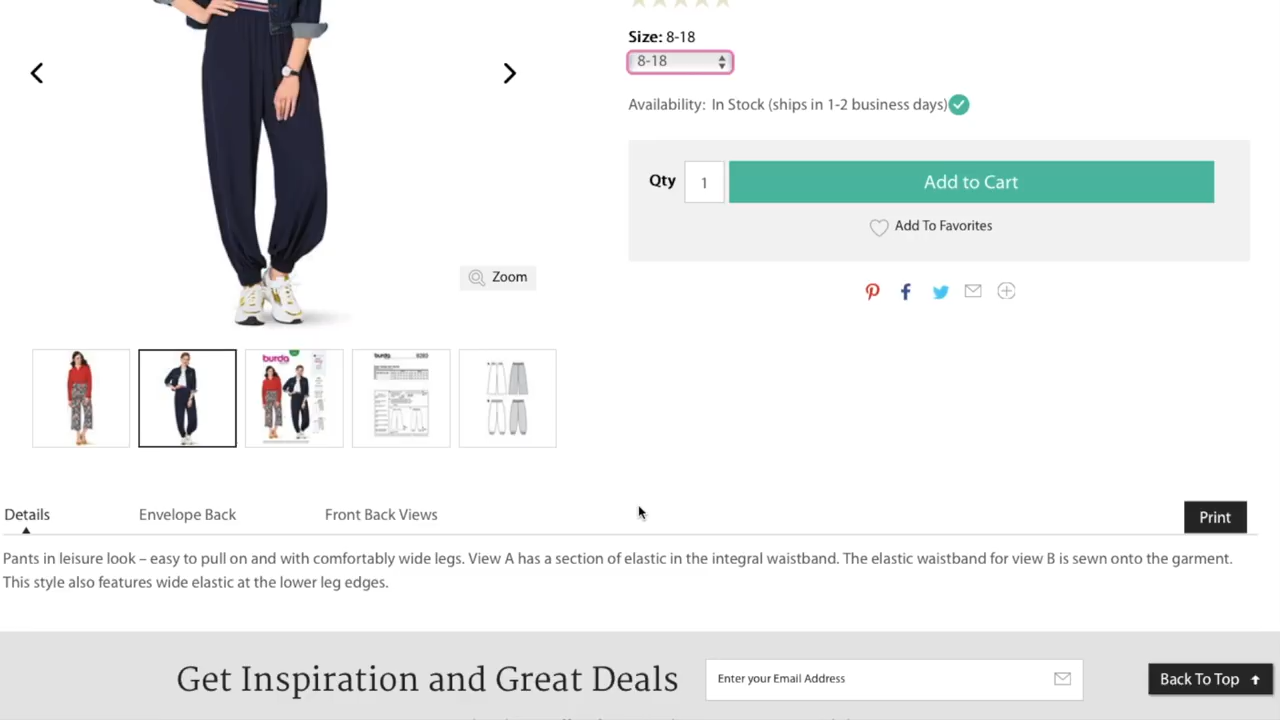 Size: 8-18
8-18
Availability: In Stock (ships in 1-2 business days)
Qty 1 Add to Cart
Add To Favorites
Zoom
burda
burda
Details Envelope Back Front Back Views Print
Pants in leisure look – easy to pull on and with comfortably wide legs. View A has a section of elastic in the integral waistband. The elastic waistband for view B is sewn onto the garment.
This style also features wide elastic at the lower leg edges.
Get Inspiration and Great Deals Enter your Email Address Back To Top